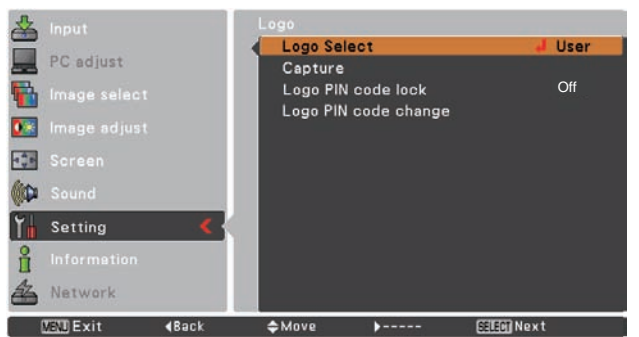 Input
PC adjust
Image select
Image adjust
Screen
Sound
Setting
Information
Network
Logo
Logo Select User
Capture
Logo PIN code lock Off
Logo PIN code change
MENU Exit Back Move ----- SELECT Next